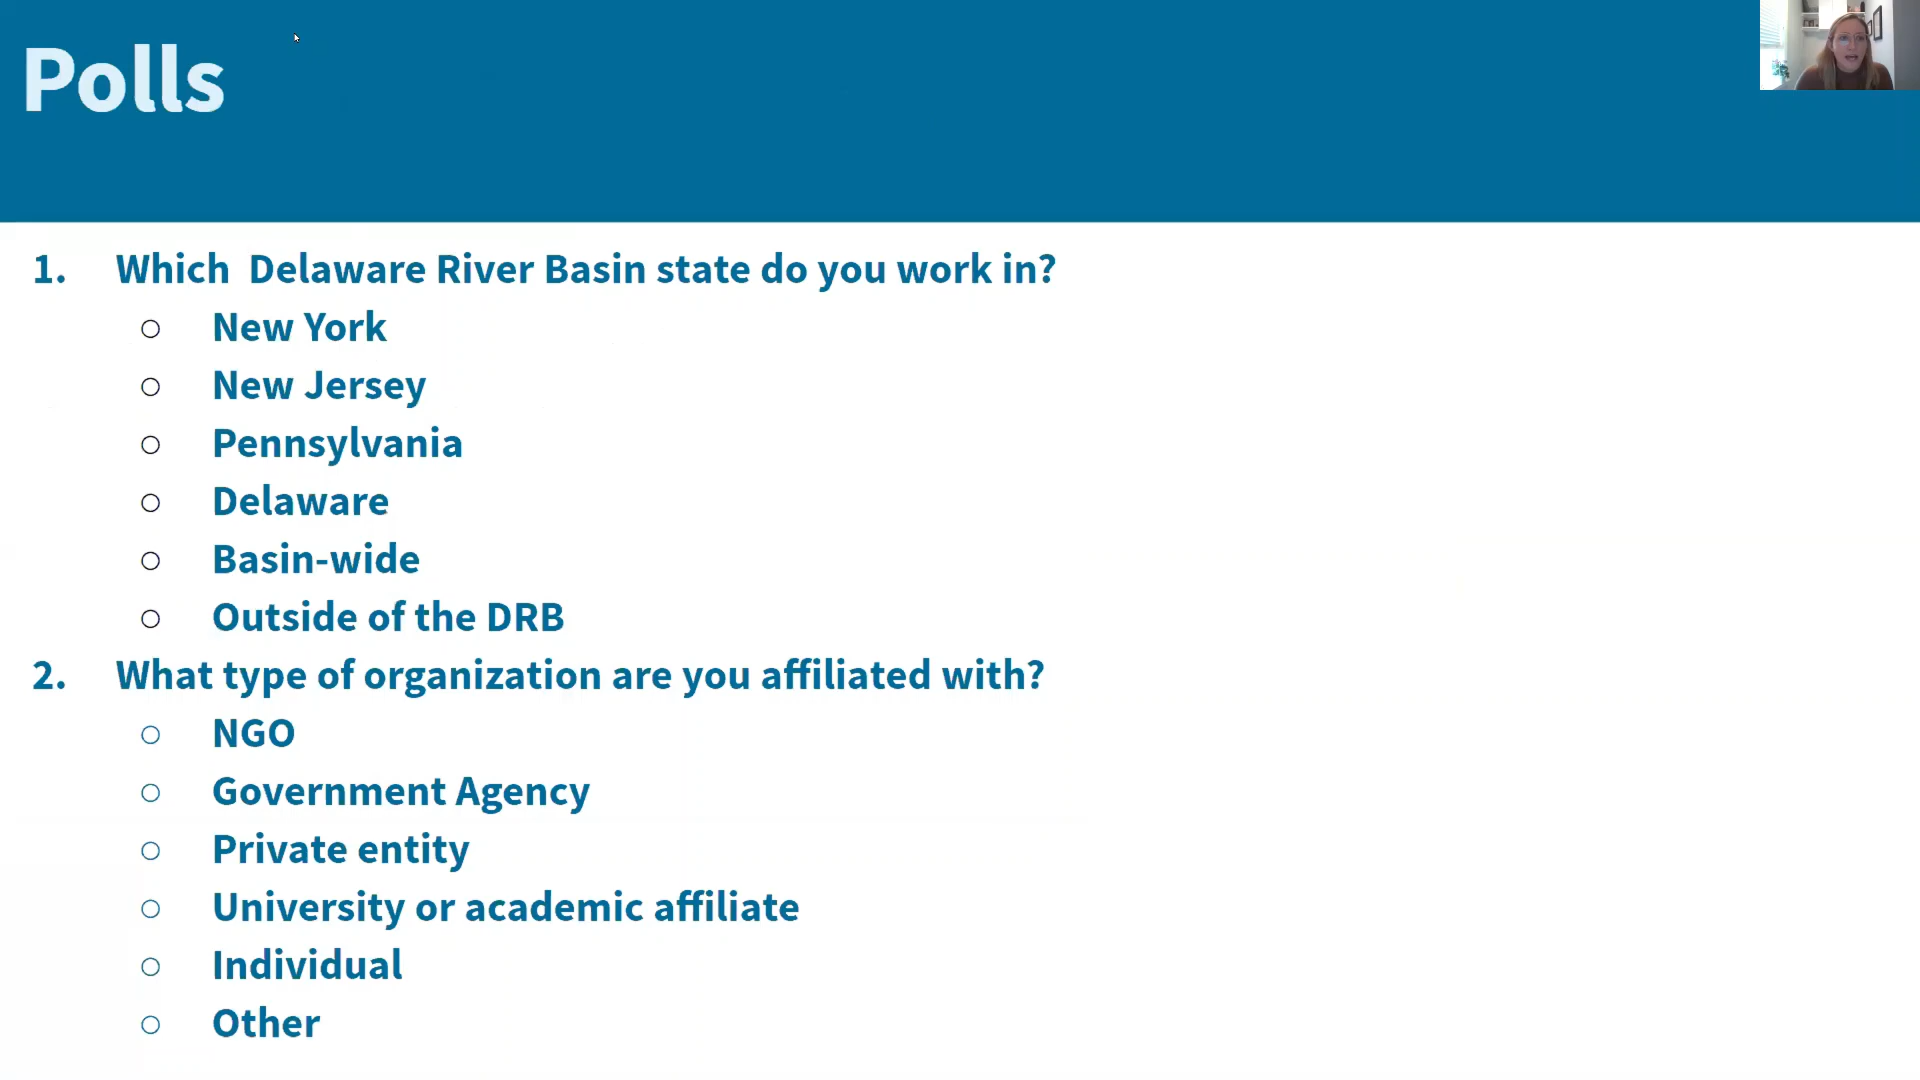 Polls
1. Which Delaware River Basin state do you work in?
○ New York
○ New Jersey
○ Pennsylvania
○ Delaware
○ Basin-wide
○ Outside of the DRB
2. What type of organization are you affiliated with?
○ NGO
○ Government Agency
○ Private entity
○ University or academic affiliate
○ Individual
○ Other